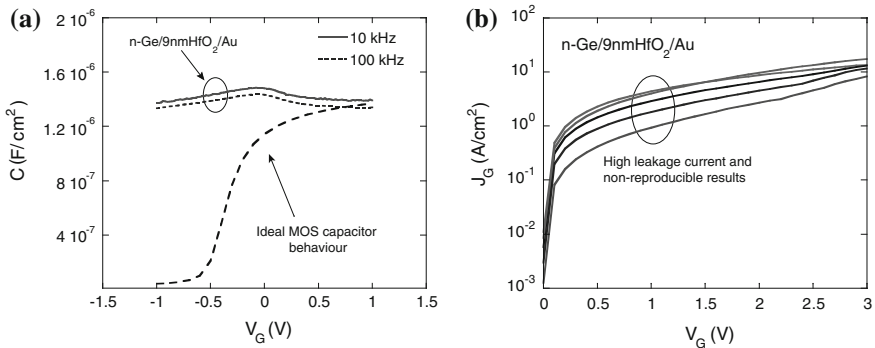 (a)
2 10⁻⁶
1.6 10⁻⁶
1.2 10⁻⁶
8 10⁻⁷
4 10⁻⁷
C (F/cm²)
-1.5 -1 -0.5 0 0.5 1 1.5
V_G (V)
n-Ge/9nmHfO₂/Au
10 kHz
100 kHz
Ideal MOS capacitor
behaviour
(b)
10²
10¹
10⁰
10⁻¹
10⁻²
10⁻³
J_G (A/cm²)
0 0.5 1 1.5 2 2.5 3
V_G (V)
n-Ge/9nmHfO₂/Au
High leakage current and
non-reproducible results